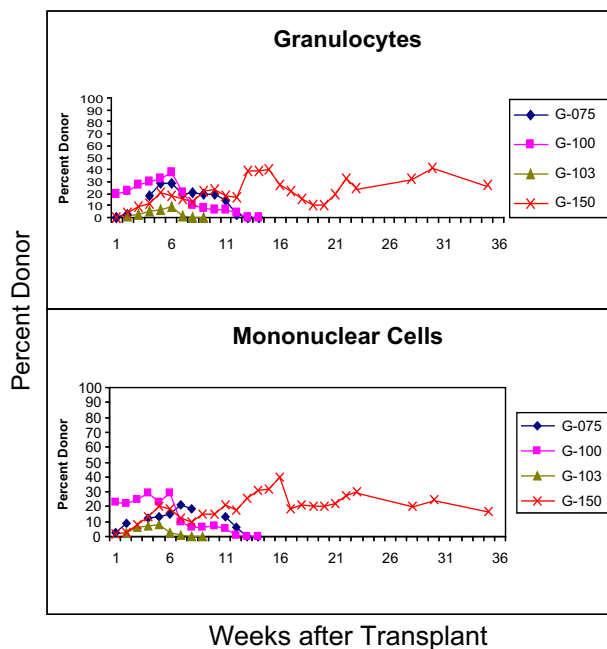 Granulocytes
Percent Donor
100
90
80
70
60
50
40
30
20
10
0
1 6 11 16 21 26 31 36
G-075
G-100
G-103
G-150
Percent Donor
Mononuclear Cells
Percent Donor
100
90
80
70
60
50
40
30
20
10
0
1 6 11 16 21 26 31 36
G-075
G-100
G-103
G-150
Weeks after Transplant